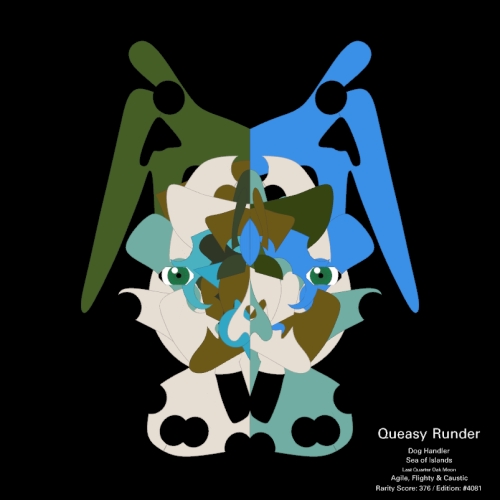 Queasy Runder
Dog Handler
Sea of Islands
Last Quarter Oak Moon
Agile, Flighty & Caustic
Rarity Score: 376 / Edition: #4081